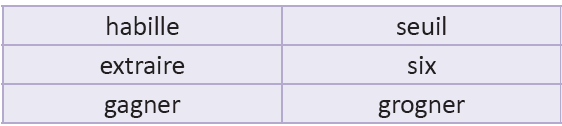 habille seuil
extraire six
gagner grogner